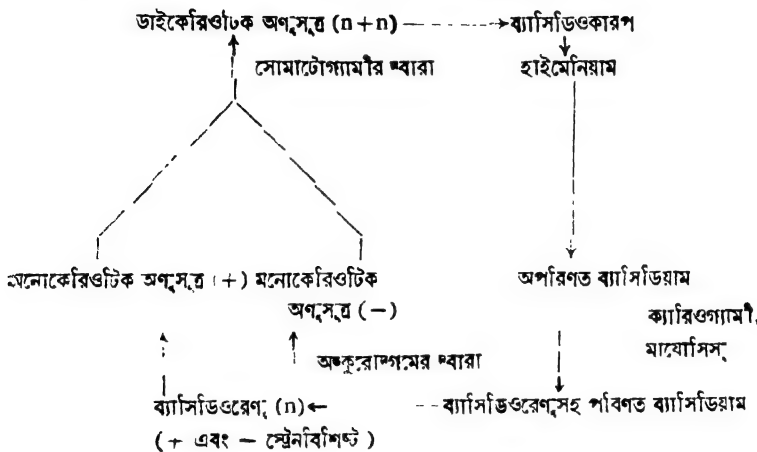 ডাইকেরিওটিক অণুসূত্র (n+n) → ব্যাসিডিওকারপ
সোমাটোগ্যামীর দ্বারা হাইমেনিয়াম
মনোকেরিওটিক অণুসূত্র (+) মনোকেরিওটিক অপরিণত ব্যাসিডিয়াম
অণুসূত্র (-) ক্যারিওগ্যামী,
মায়োসিস্
অঙ্কুরোদ্গমের দ্বারা
ব্যাসিডিওরেণু (n) ← ব্যাসিডিওরেণুসহ পরিণত ব্যাসিডিয়াম
(+ এবং - স্ট্রেনবিশিষ্ট)